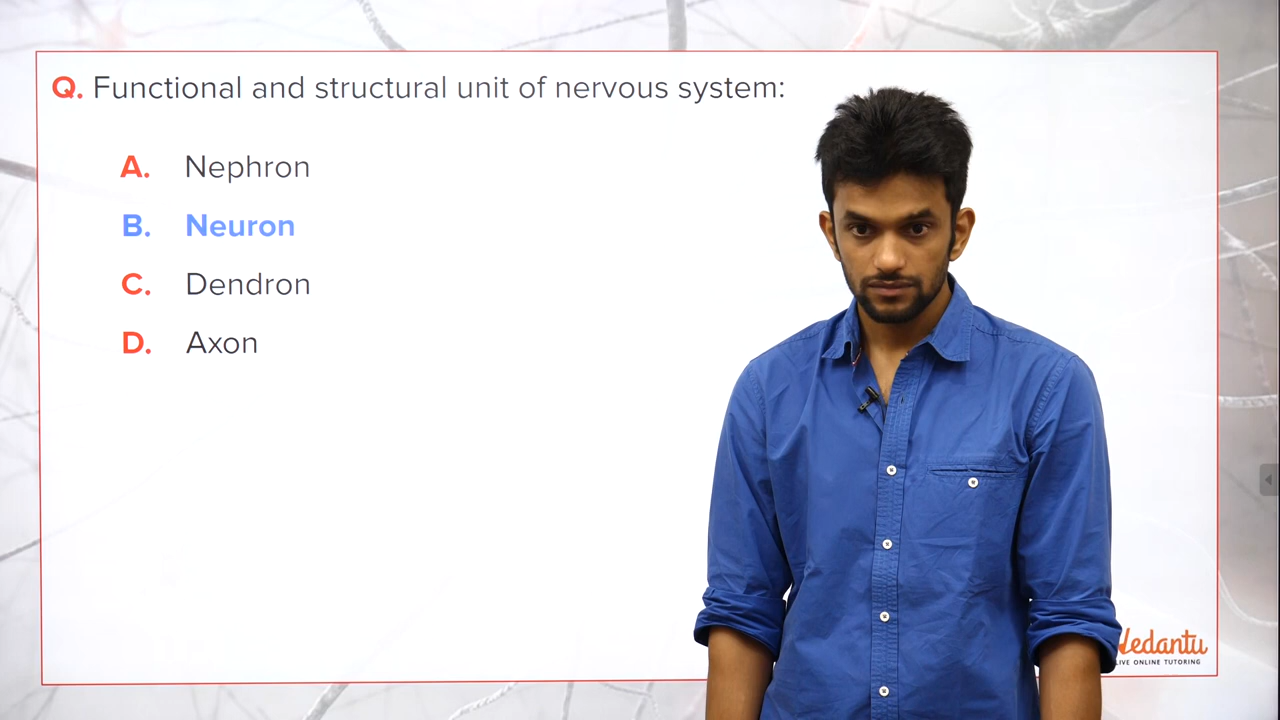 Q. Functional and structural unit of nervous system:
A. Nephron
B. Neuron
C. Dendron
D. Axon
Vedantu
LIVE ONLINE TUTORING